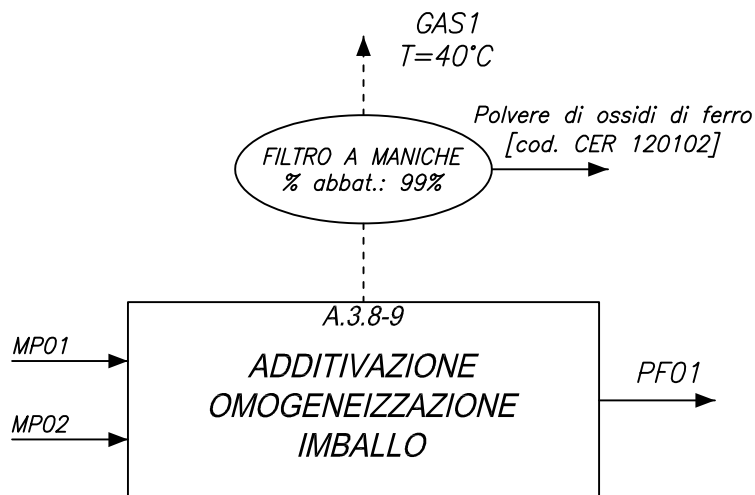 GAS1
T=40°C
Polvere di ossidi di ferro
[cod. CER 120102]
FILTRO A MANICHE
% abbat.: 99%
A.3.8-9
MP01
ADDITIVAZIONE
PF01
OMOGENEIZZAZIONE
MP02
IMBALLO